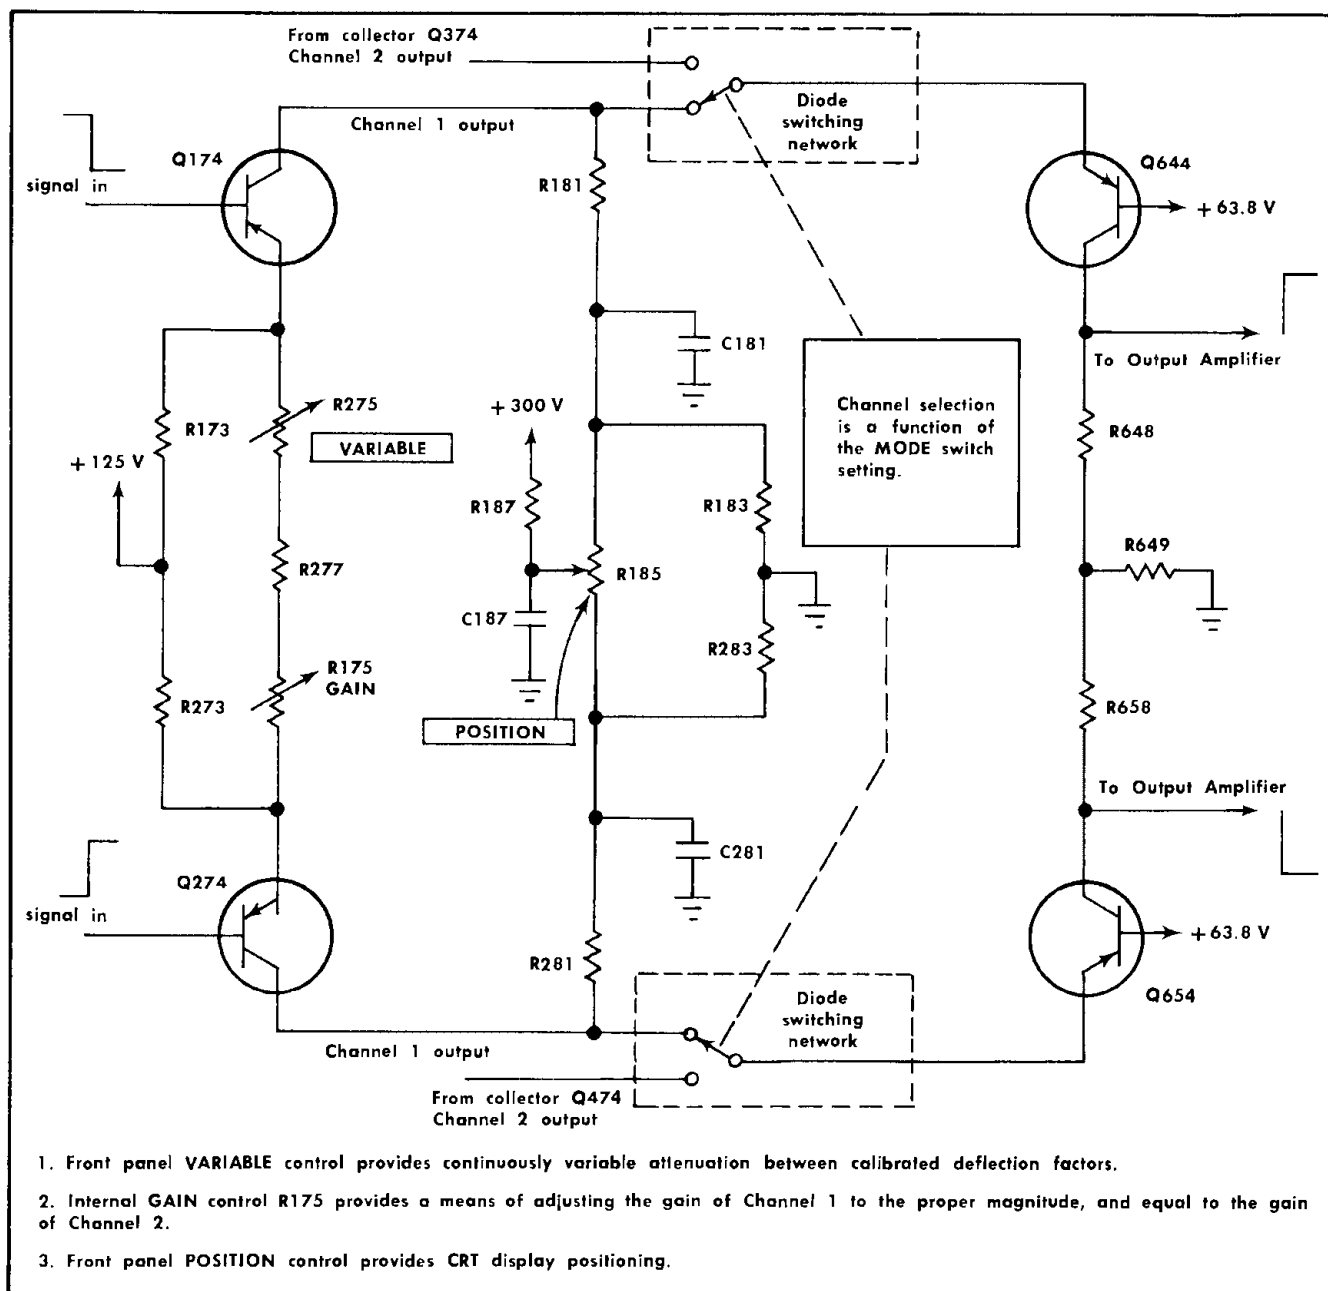 From collector Q374
Channel 2 output
Channel 1 output
Diode
switching
network
Q174
signal in
R181
Q644
+ 63.8 V
C181
To Output Amplifier
R275
VARIABLE
R173
+ 125 V
+ 300 V
Channel selection
is a function of
the MODE switch
setting.
R648
R187
R183
R277
R185
R649
C187
R283
R175
GAIN
R273
POSITION
R658
To Output Amplifier
Q274
signal in
C281
R281
+ 63.8 V
Q654
Diode
switching
network
Channel 1 output
From collector Q474
Channel 2 output
1. Front panel VARIABLE control provides continuously variable attenuation between calibrated deflection factors.
2. Internal GAIN control R175 provides a means of adjusting the gain of Channel 1 to the proper magnitude, and equal to the gain
of Channel 2.
3. Front panel POSITION control provides CRT display positioning.